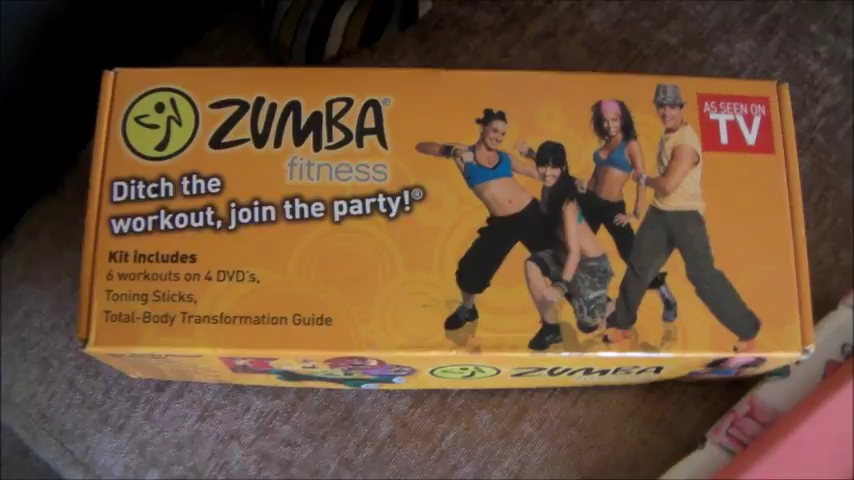 ZUMBA®
fitness
AS SEEN ON
TV
Ditch the
workout, join the party!®
Kit includes
6 workouts on 4 DVD's,
Toning Sticks,
Total-Body Transformation Guide
ZUMBA